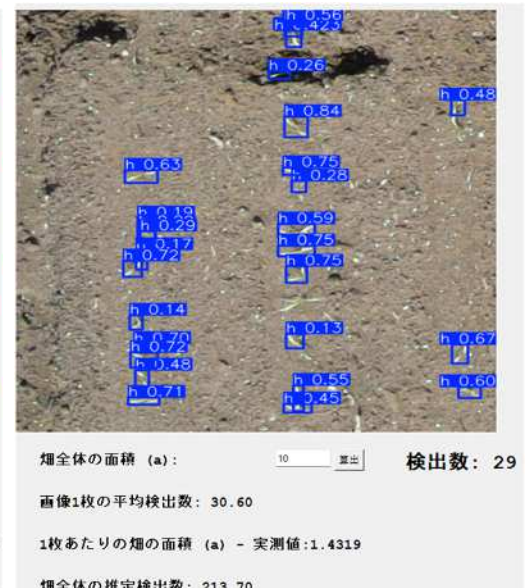 h 0.56
h 0.423
h 0.26
h 0.48
h 0.84
h 0.63
h 0.75
0.28
h 0.19
h 0.29
h 0.59
0.17
h 0.75
h 0.72
h 0.75
h 0.14
h 0.13
h 0.70
h 0.72
h 0.67
h 0.48
h 0.55
h 0.60
h 0.71
h 0.45
畑全体の面積 (a): 10 算出 検出数: 29
画像1枚の平均検出数: 30.60
1枚あたりの畑の面積 (a) - 実測値:1.4319
畑全体の推定検出数: 213.70